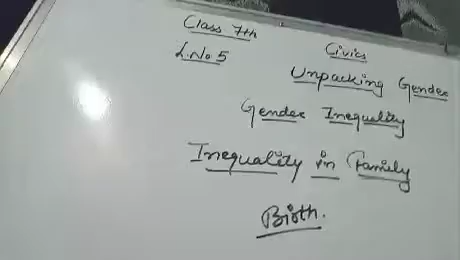 Class 7th
Civics
L.No 5
Unpacking Gender
Gender Inequality
Inequality in Family
Birth.